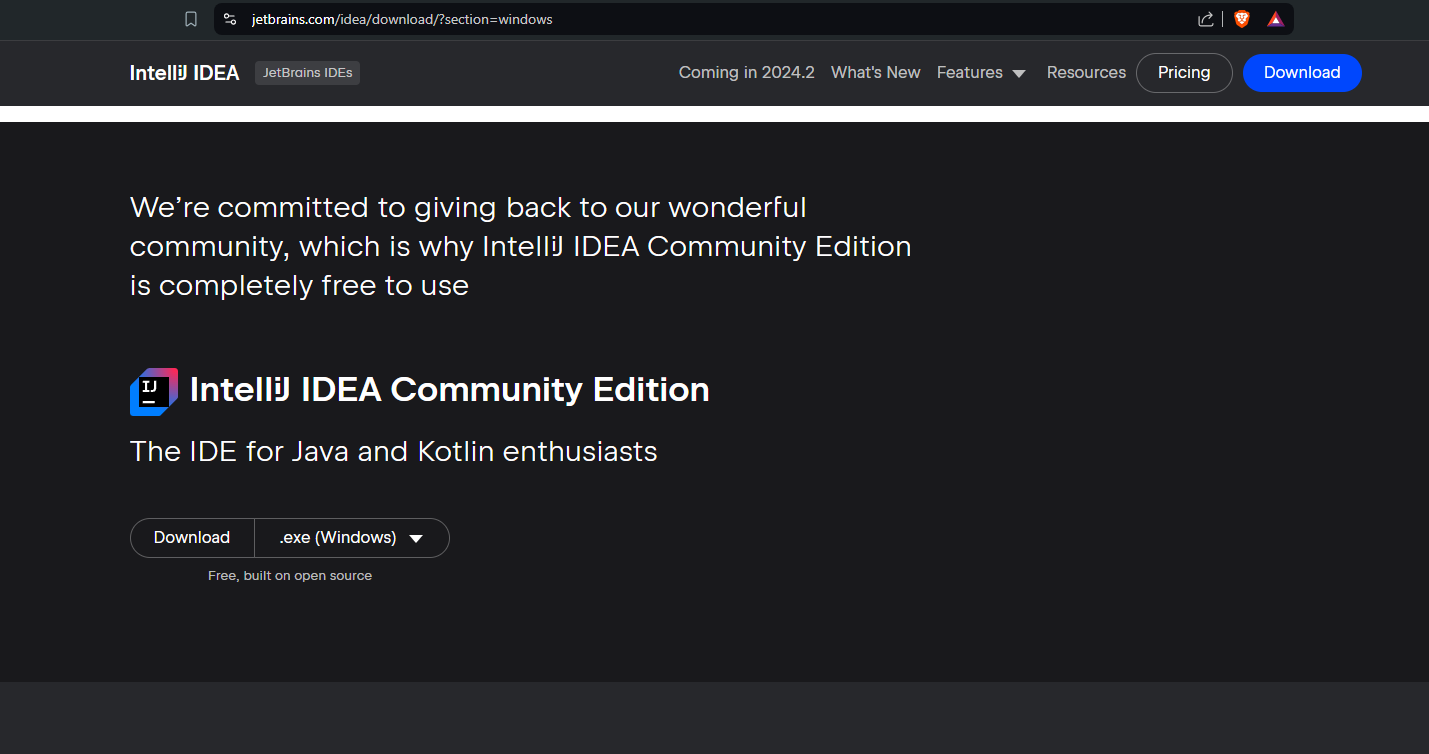 jetbrains.com/idea/download/?section=windows
IntelliJ IDEA JetBrains IDEs Coming in 2024.2 What's New Features Resources Pricing Download
We’re committed to giving back to our wonderful
community, which is why IntelliJ IDEA Community Edition
is completely free to use
IJ
IntelliJ IDEA Community Edition
The IDE for Java and Kotlin enthusiasts
Download .exe (Windows)
Free, built on open source